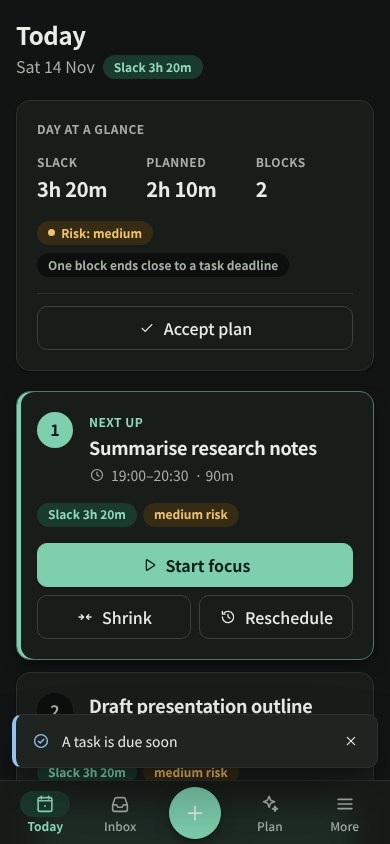 Today
Sat 14 Nov Slack 3h 20m
DAY AT A GLANCE
SLACK PLANNED BLOCKS
3h 20m 2h 10m 2
Risk: medium
One block ends close to a task deadline
Accept plan
1 NEXT UP
Summarise research notes
19:00–20:30 · 90m
Slack 3h 20m medium risk
Start focus
Shrink Reschedule
2 Draft presentation outline
A task is due soon
Slack 3h 20m medium risk
Today Inbox Plan More